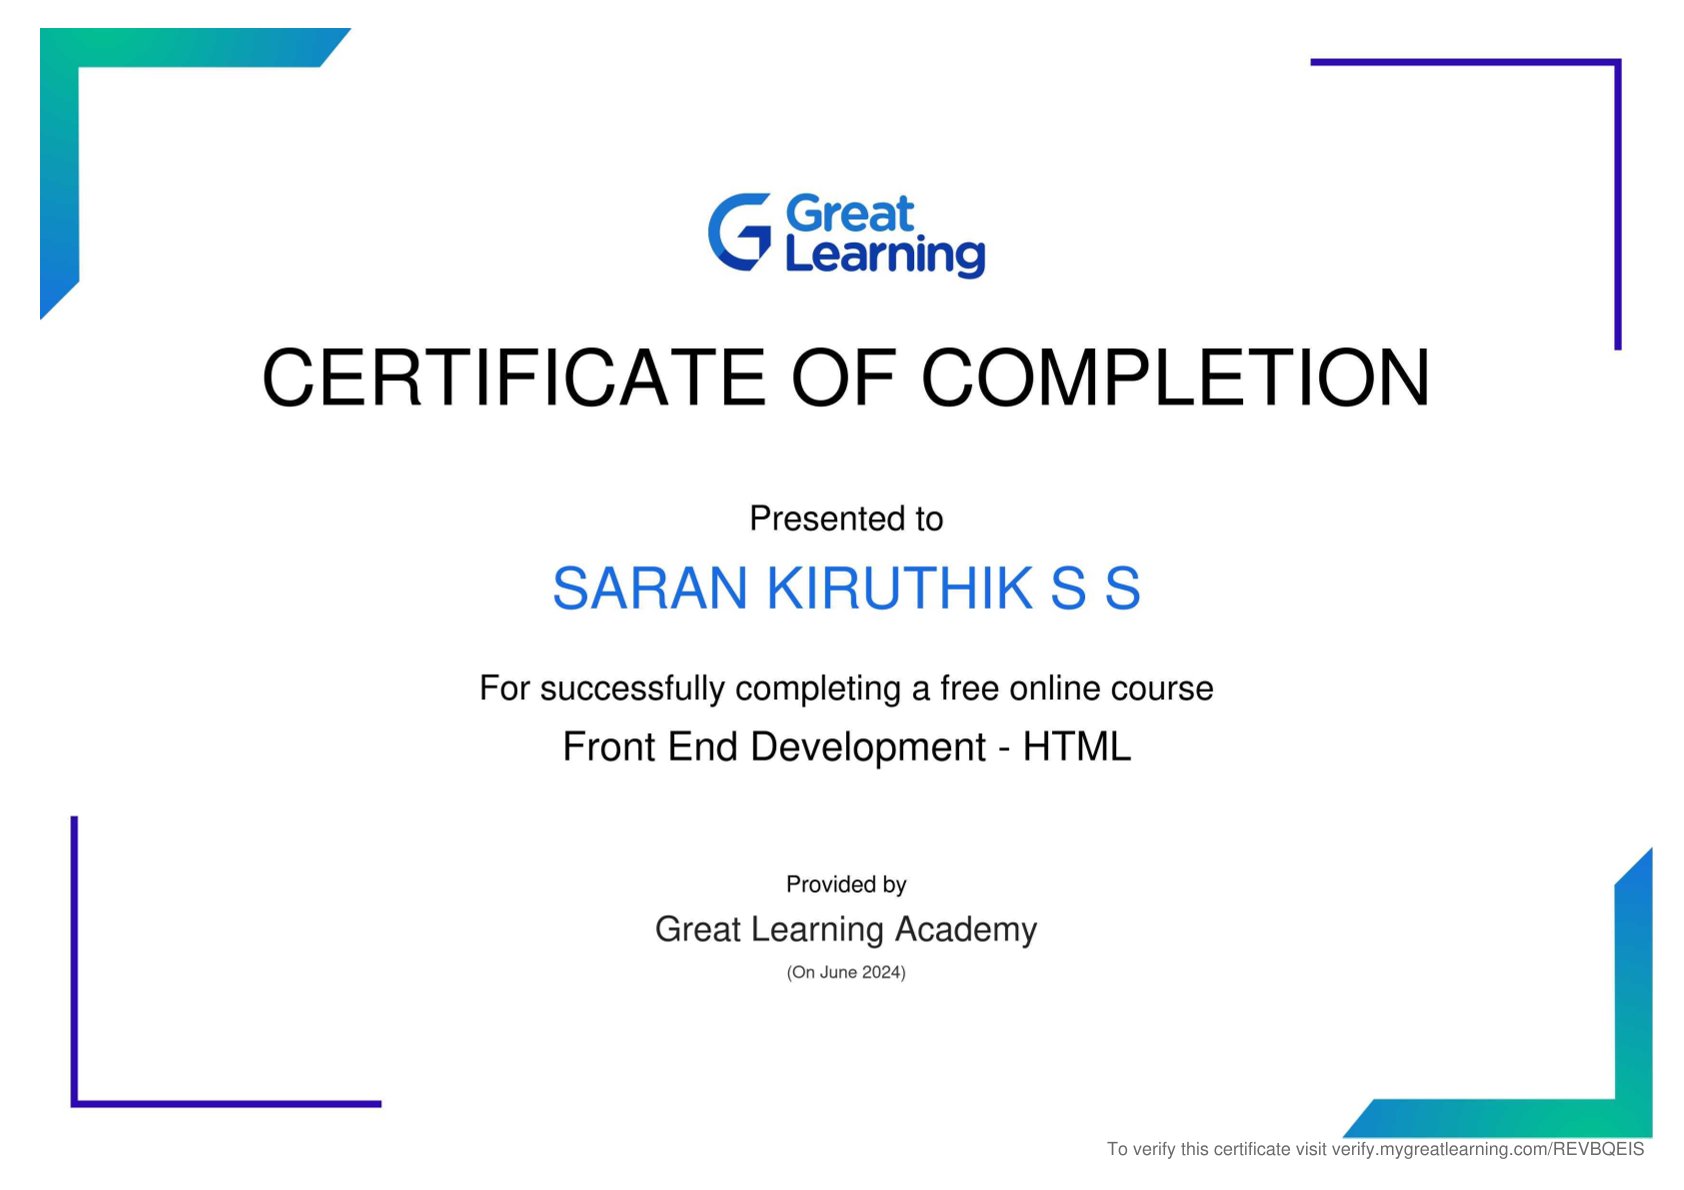 Great
Learning
CERTIFICATE OF COMPLETION
Presented to
SARAN KIRUTHIK S S
For successfully completing a free online course
Front End Development - HTML
Provided by
Great Learning Academy
(On June 2024)
To verify this certificate visit verify.mygreatlearning.com/REVBQEIS